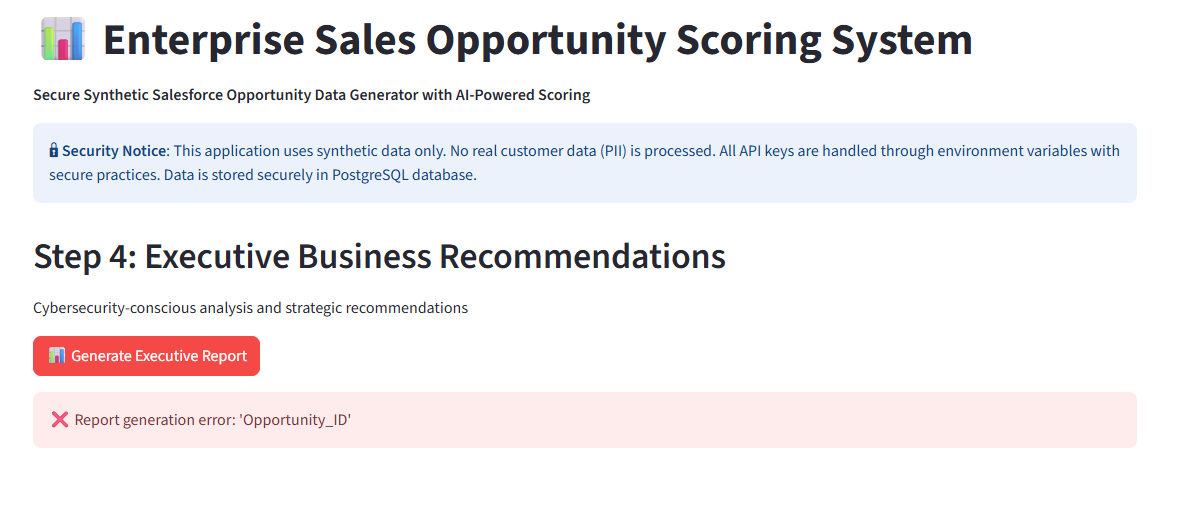 Enterprise Sales Opportunity Scoring System
Secure Synthetic Salesforce Opportunity Data Generator with AI-Powered Scoring
Security Notice: This application uses synthetic data only. No real customer data (PII) is processed. All API keys are handled through environment variables with
secure practices. Data is stored securely in PostgreSQL database.
Step 4: Executive Business Recommendations
Cybersecurity-conscious analysis and strategic recommendations
Generate Executive Report
Report generation error: 'Opportunity_ID'